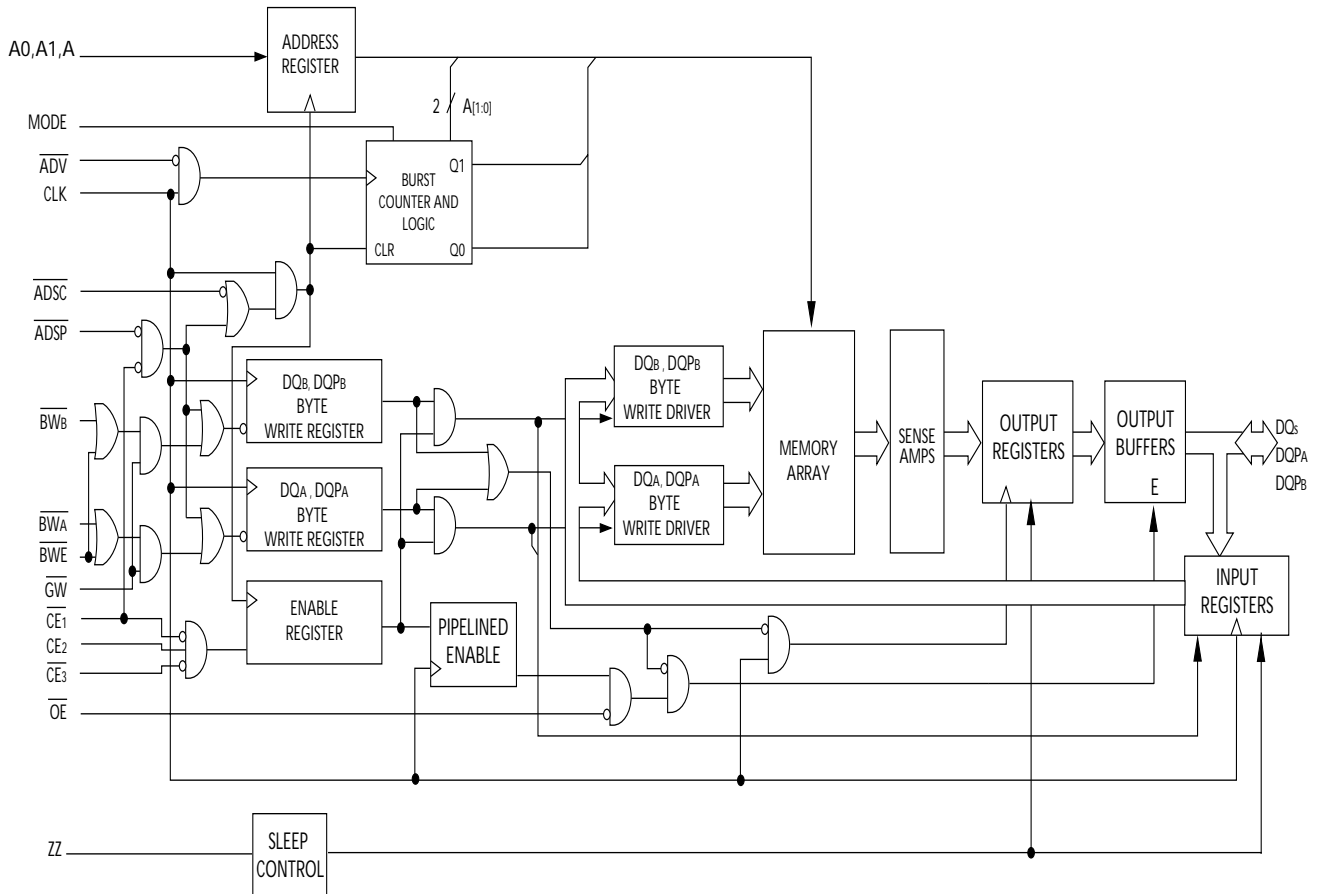 A0,A1,A
ADDRESS
REGISTER
2
A[1:0]
MODE
ADV
CLK
BURST
COUNTER AND
LOGIC
Q1
CLR
Q0
ADSC
ADSP
DQB, DQPB
BYTE
WRITE REGISTER
DQB, DQPB
BYTE
WRITE DRIVER
MEMORY
ARRAY
SENSE
AMPS
OUTPUT
REGISTERS
OUTPUT
BUFFERS
E
DQs
DQPA
DQPB
BWB
DQA, DQPA
BYTE
WRITE REGISTER
DQA, DQPA
BYTE
WRITE DRIVER
BWA
BWE
GW
CE1
CE2
CE3
ENABLE
REGISTER
PIPELINED
ENABLE
INPUT
REGISTERS
OE
ZZ
SLEEP
CONTROL